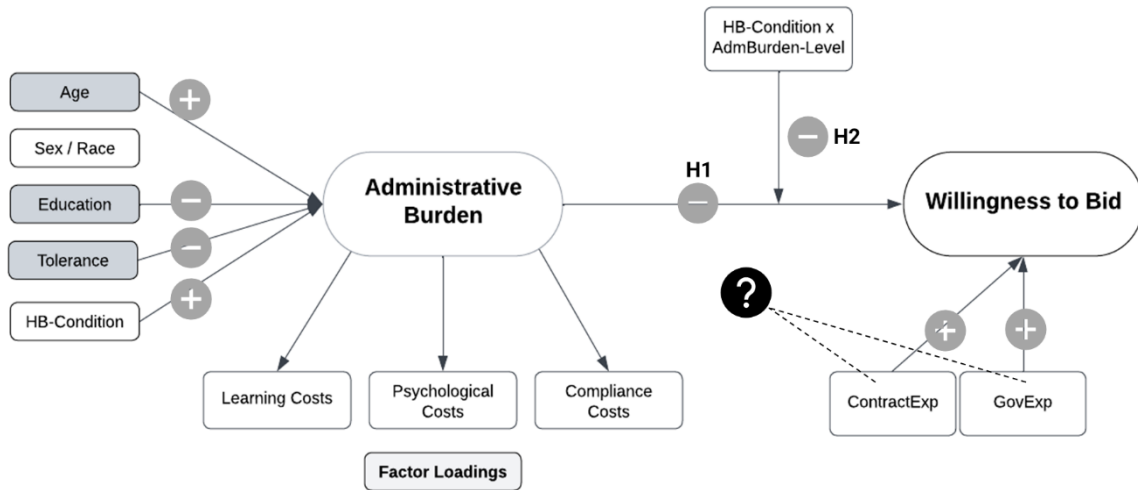 HB-Condition x
AdmBurden-Level
Age
+
Sex / Race
−
H2
H1
Administrative
Burden
−
Willingness to Bid
Education
−
Tolerance
−
HB-Condition
+
?
+
+
Learning Costs
Psychological
Costs
Compliance
Costs
ContractExp
GovExp
Factor Loadings